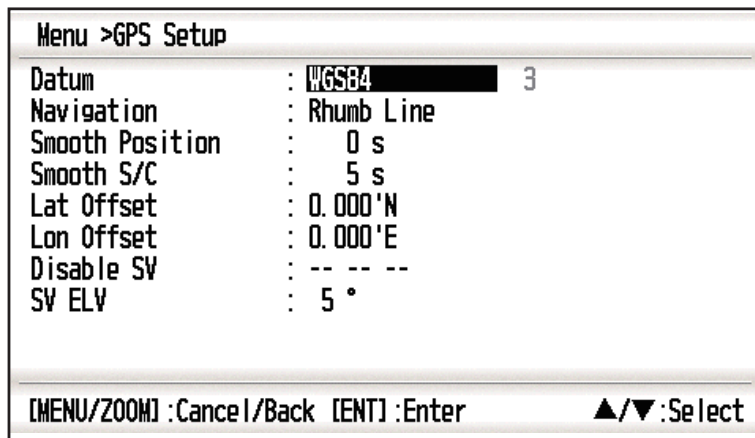 Menu >GPS Setup
Datum : WGS84 3
Navigation : Rhumb Line
Smooth Position : 0 s
Smooth S/C : 5 s
Lat Offset : 0.000'N
Lon Offset : 0.000'E
Disable SV : -- -- --
SV ELV : 5 °
[MENU/ZOOM] :Cancel/Back [ENT] :Enter ▲/▼:Select